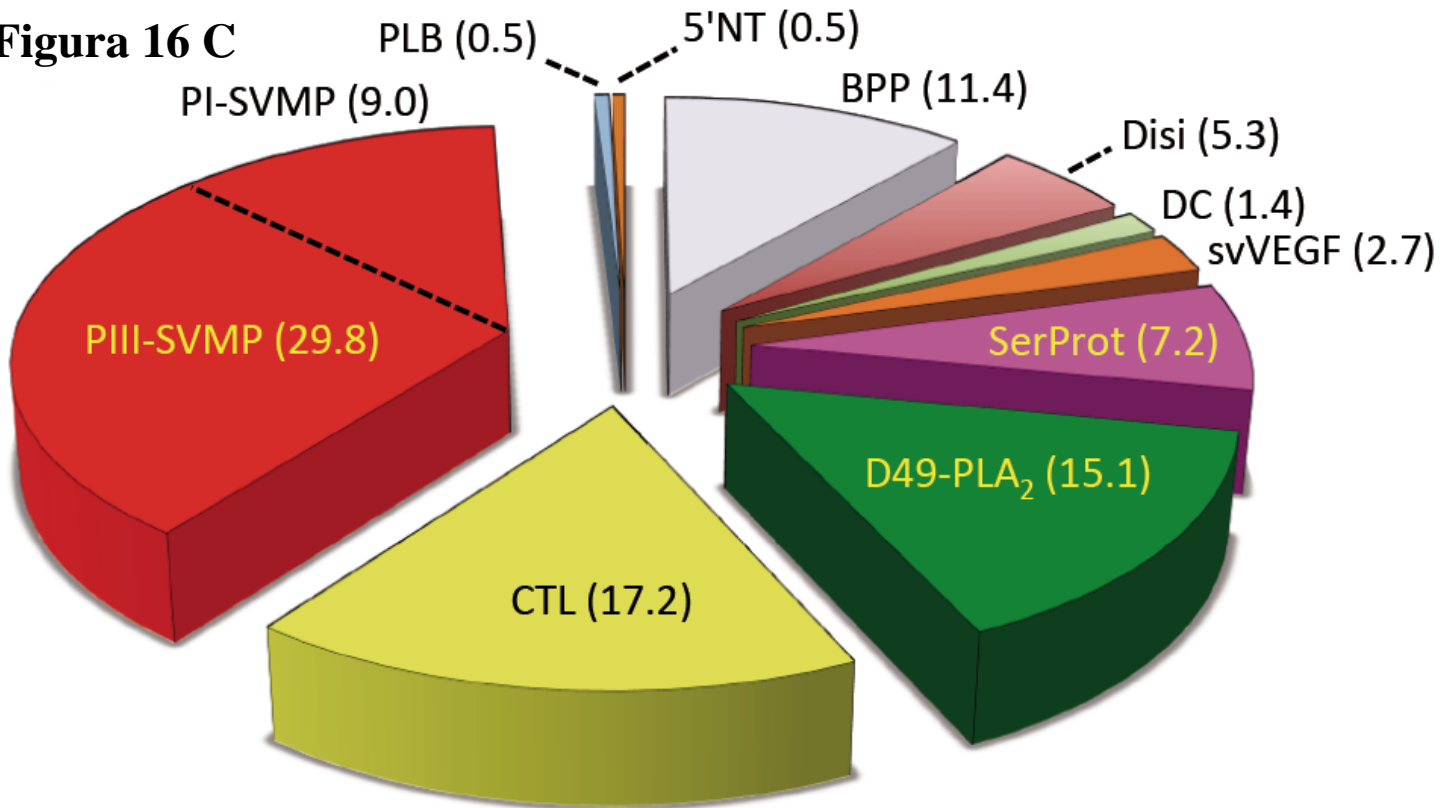 Figura 16 C
PLB (0.5)
5'NT (0.5)
PI-SVMP (9.0)
BPP (11.4)
Disi (5.3)
DC (1.4)
svVEGF (2.7)
PIII-SVMP (29.8)
SerProt (7.2)
D49-PLA₂ (15.1)
CTL (17.2)